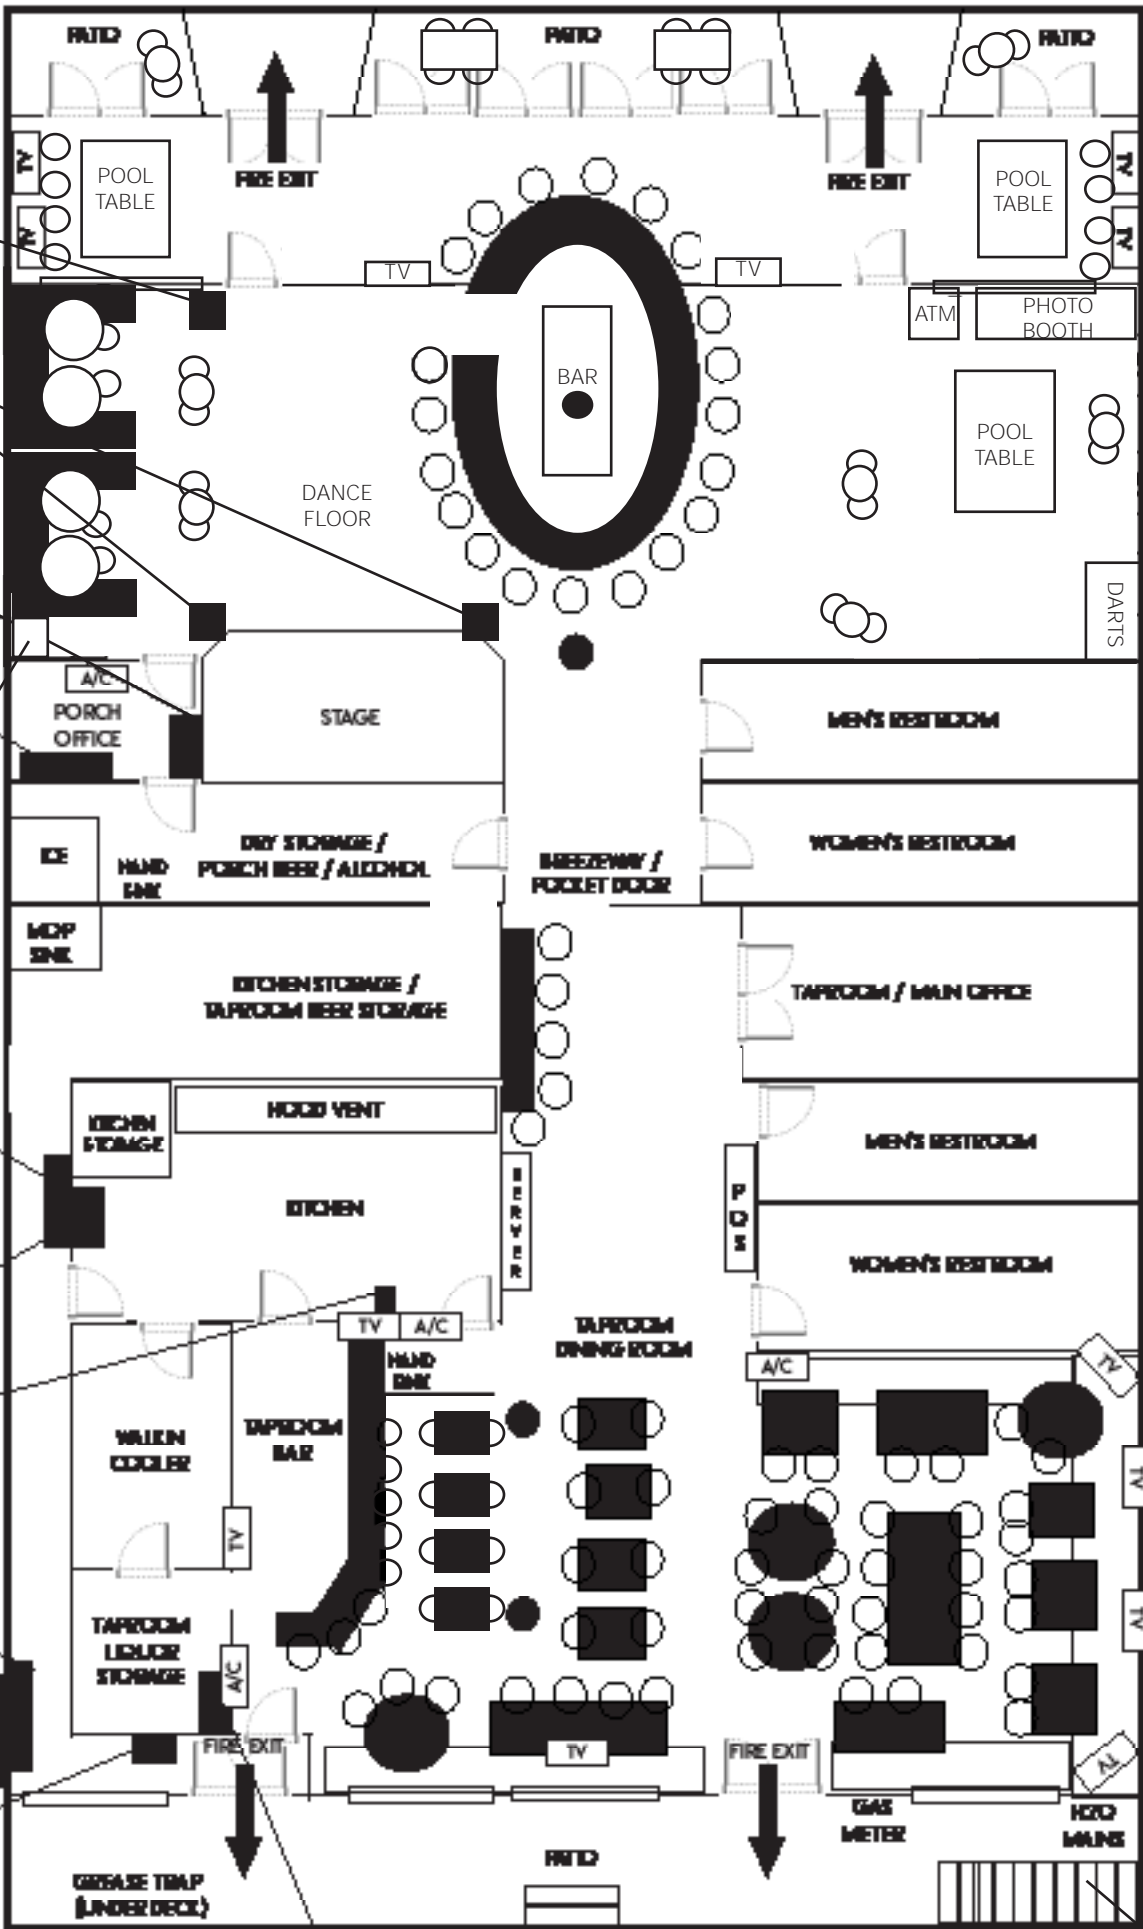 PATIO
PATIO
PATIO
FIRE EXIT
FIRE EXIT
TV
TV
POOL
TABLE
POOL
TABLE
TV
TV
TV
TV
ATM
PHOTO
BOOTH
BAR
POOL
TABLE
DANCE
FLOOR
DARTS
A/C
PORCH
OFFICE
STAGE
MEN'S RESTROOM
ICE
HAND
SINK
DRY STORAGE /
PORCH BEER / ALCOHOL
BREEZEWAY /
POCKET DOOR
WOMEN'S RESTROOM
MOP
SINK
KITCHEN STORAGE /
TAPROOM BEER STORAGE
TAPROOM / MAIN OFFICE
KITCHEN
STORAGE
HOOD VENT
MEN'S RESTROOM
KITCHEN
SERVER
POS
WOMEN'S RESTROOM
TV
A/C
TAPROOM
DINING ROOM
HAND
SINK
A/C
TV
WALK IN
COOLER
TAPROOM
BAR
TV
TV
TAPROOM
LIQUOR
STORAGE
A/C
TV
FIRE EXIT
TV
FIRE EXIT
TV
GAS
METER
H2O
MAINS
PATIO
GREASE TRAP
(UNDER DECK)